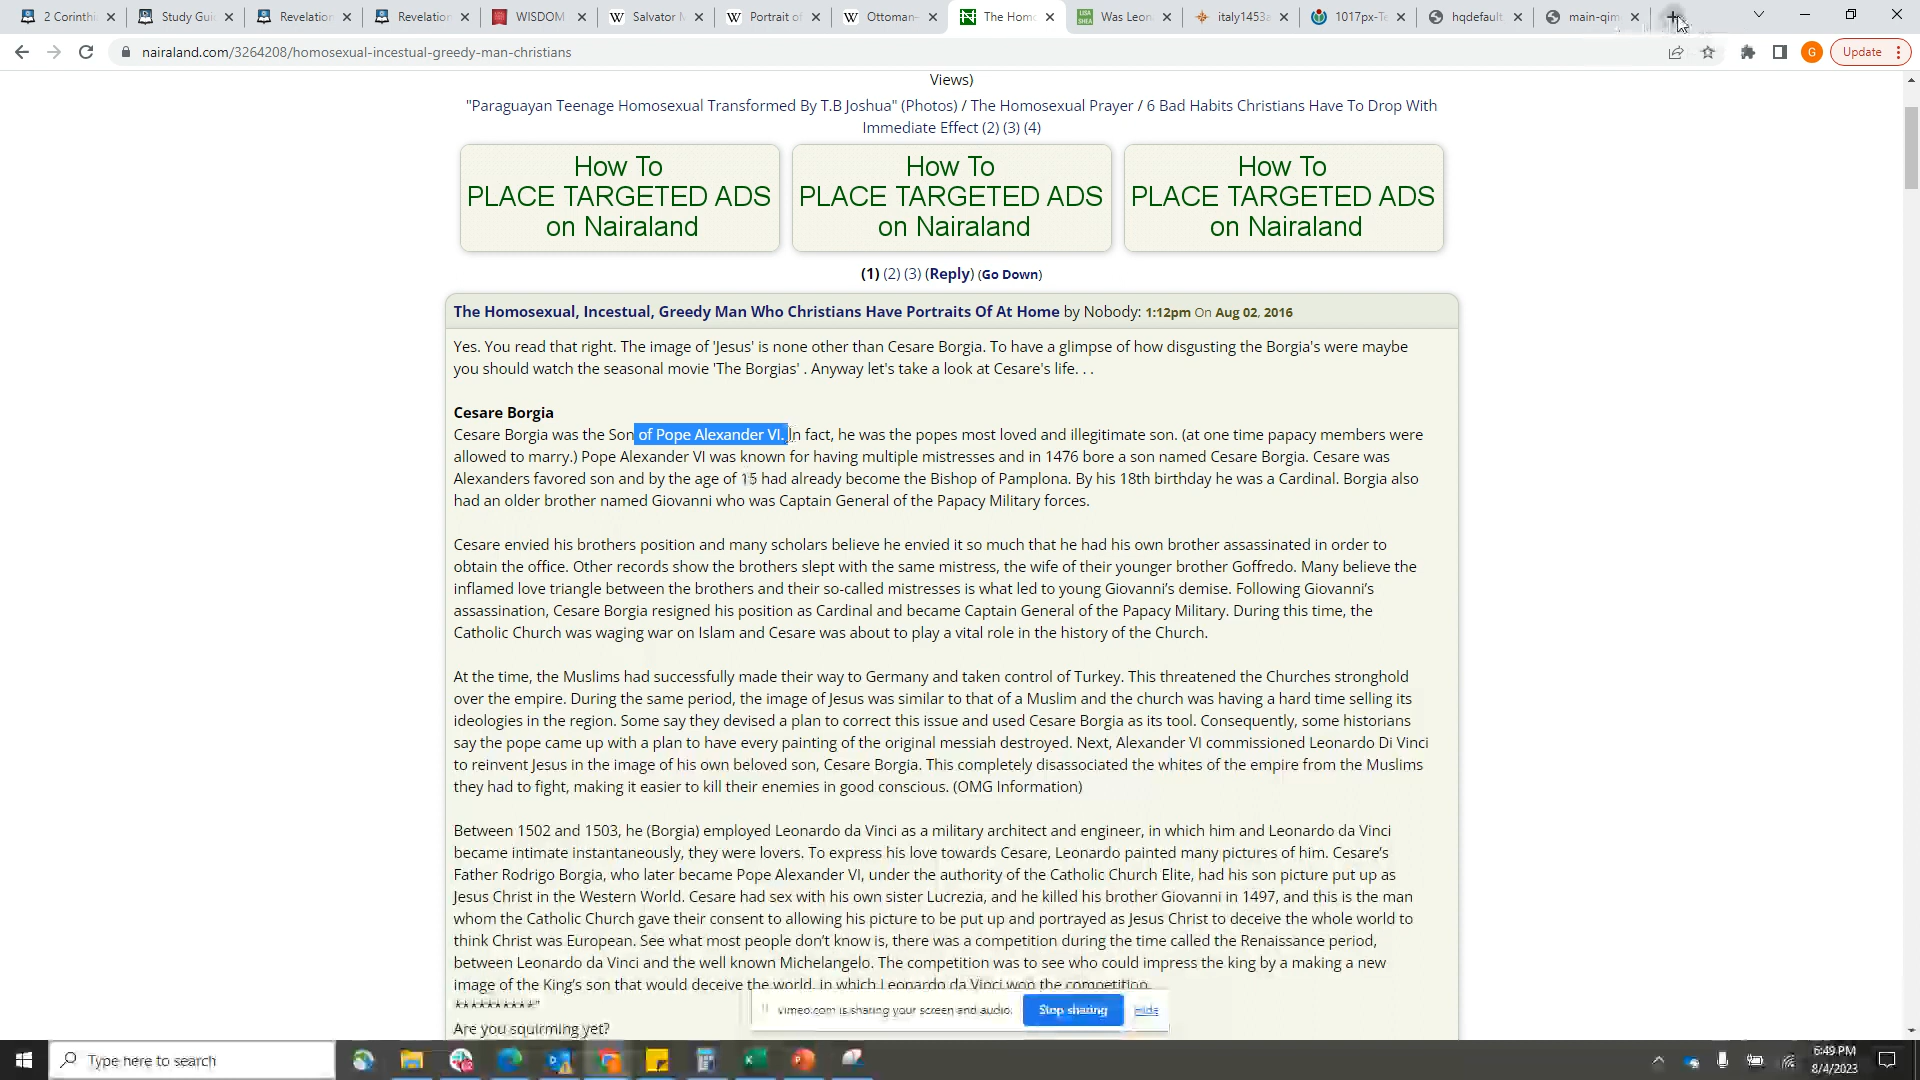 2 Corinthi
Study Gui
Revelation
Revelation
WISDOM
Salvator M
Portrait of
Ottoman–
The Homo
LISA SHEA
Was Leon
italy1453a
1017px-Te
hqdefault
main-qim
nairaland.com/3264208/homosexual-incestual-greedy-man-christians
G
Update
Views)
"Paraguayan Teenage Homosexual Transformed By T.B Joshua" (Photos) / The Homosexual Prayer / 6 Bad Habits Christians Have To Drop With
Immediate Effect (2) (3) (4)
How To
PLACE TARGETED ADS
on Nairaland
How To
PLACE TARGETED ADS
on Nairaland
How To
PLACE TARGETED ADS
on Nairaland
(1) (2) (3) (Reply) (Go Down)
The Homosexual, Incestual, Greedy Man Who Christians Have Portraits Of At Home by Nobody: 1:12pm On Aug 02, 2016
Yes. You read that right. The image of 'Jesus' is none other than Cesare Borgia. To have a glimpse of how disgusting the Borgia's were maybe
you should watch the seasonal movie 'The Borgias' . Anyway let's take a look at Cesare's life. . .
Cesare Borgia
Cesare Borgia was the Son of Pope Alexander VI. In fact, he was the popes most loved and illegitimate son. (at one time papacy members were
allowed to marry.) Pope Alexander VI was known for having multiple mistresses and in 1476 bore a son named Cesare Borgia. Cesare was
Alexanders favored son and by the age of 15 had already become the Bishop of Pamplona. By his 18th birthday he was a Cardinal. Borgia also
had an older brother named Giovanni who was Captain General of the Papacy Military forces.
Cesare envied his brothers position and many scholars believe he envied it so much that he had his own brother assassinated in order to
obtain the office. Other records show the brothers slept with the same mistress, the wife of their younger brother Goffredo. Many believe the
inflamed love triangle between the brothers and their so-called mistresses is what led to young Giovanni’s demise. Following Giovanni’s
assassination, Cesare Borgia resigned his position as Cardinal and became Captain General of the Papacy Military. During this time, the
Catholic Church was waging war on Islam and Cesare was about to play a vital role in the history of the Church.
At the time, the Muslims had successfully made their way to Germany and taken control of Turkey. This threatened the Churches stronghold
over the empire. During the same period, the image of Jesus was similar to that of a Muslim and the church was having a hard time selling its
ideologies in the region. Some say they devised a plan to correct this issue and used Cesare Borgia as its tool. Consequently, some historians
say the pope came up with a plan to have every painting of the original messiah destroyed. Next, Alexander VI commissioned Leonardo Di Vinci
to reinvent Jesus in the image of his own beloved son, Cesare Borgia. This completely disassociated the whites of the empire from the Muslims
they had to fight, making it easier to kill their enemies in good conscious. (OMG Information)
Between 1502 and 1503, he (Borgia) employed Leonardo da Vinci as a military architect and engineer, in which him and Leonardo da Vinci
became intimate instantaneously, they were lovers. To express his love towards Cesare, Leonardo painted many pictures of him. Cesare’s
Father Rodrigo Borgia, who later became Pope Alexander VI, under the authority of the Catholic Church Elite, had his son picture put up as
Jesus Christ in the Western World. Cesare had sex with his own sister Lucrezia, and he killed his brother Giovanni in 1497, and this is the man
whom the Catholic Church gave their consent to allowing his picture to be put up and portrayed as Jesus Christ to deceive the whole world to
think Christ was European. See what most people don’t know is, there was a competition during the time called the Renaissance period,
between Leonardo da Vinci and the well known Michelangelo. The competition was to see who could impress the king by a making a new
image of the King’s son that would deceive the world, in which Leonardo da Vinci won the competition.
**********"
Are you squirming yet?
vimeo.com is sharing your screen and audio.
Stop sharing
Hide
Type here to search
6:49 PM
8/4/2023